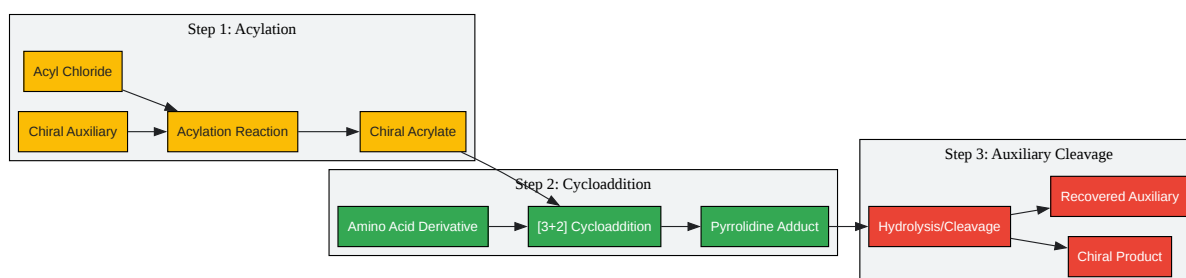 Step 1: Acylation
Acyl Chloride
Chiral Auxiliary
Acylation Reaction
Chiral Acrylate
Step 2: Cycloaddition
Amino Acid Derivative
[3+2] Cycloaddition
Pyrrolidine Adduct
Step 3: Auxiliary Cleavage
Hydrolysis/Cleavage
Recovered Auxiliary
Chiral Product